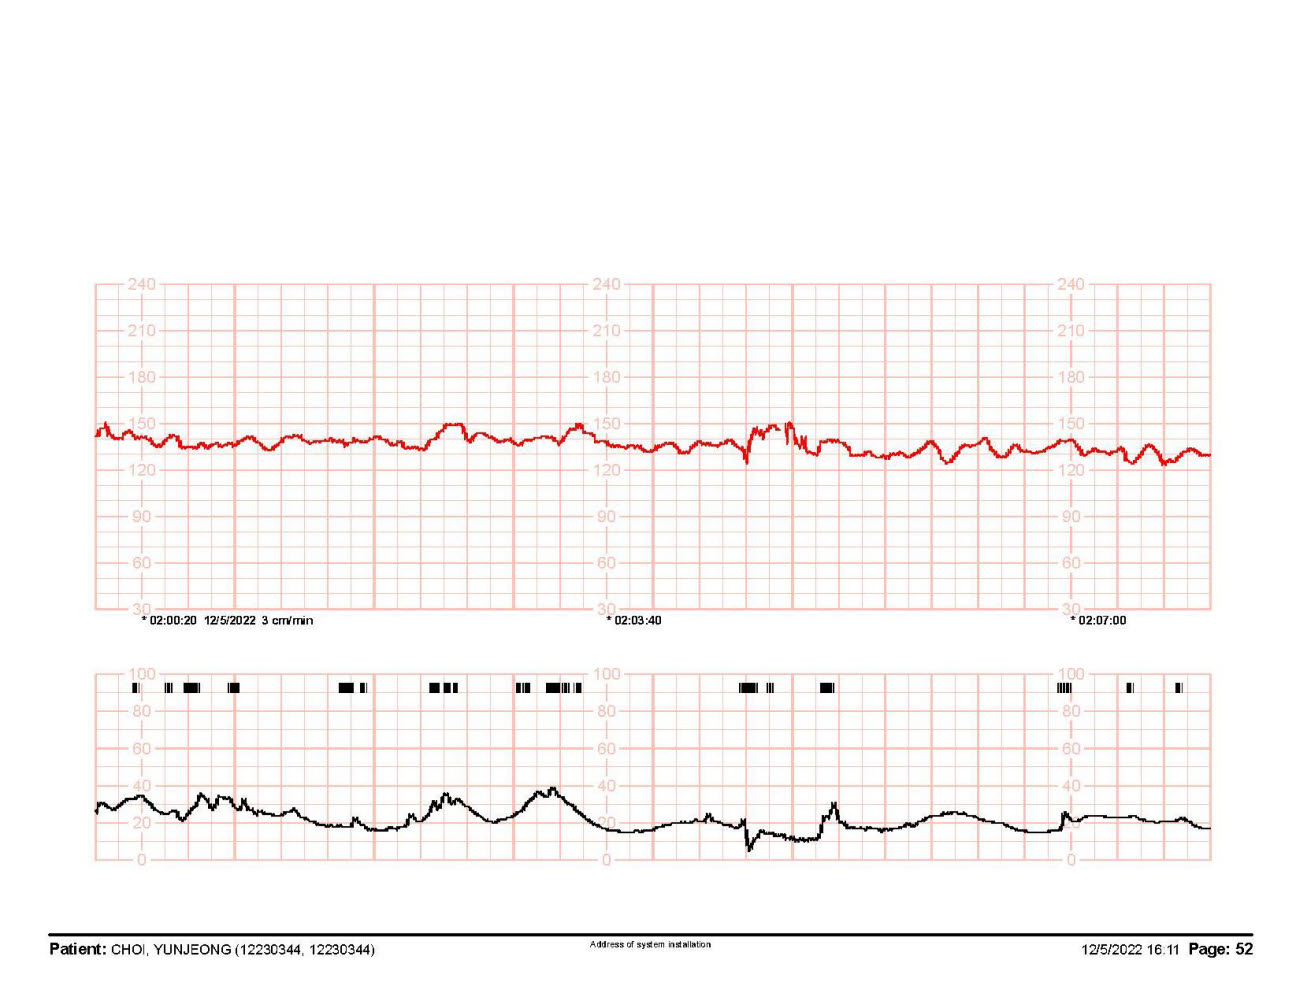 240 240 240
210 210 210
180 180 180
150 150 150
120 120 120
90 90 90
60 60 60
30 30 30
* 02:00:20 12/5/2022 3 cm/min * 02:03:40 * 02:07:00
100 100 100
80 80 80
60 60 60
40 40 40
20 20 20
0 0 0
Patient: CHOI, YUNJEONG (12230344, 12230344) Address of system installation 12/5/2022 16:11 Page: 52